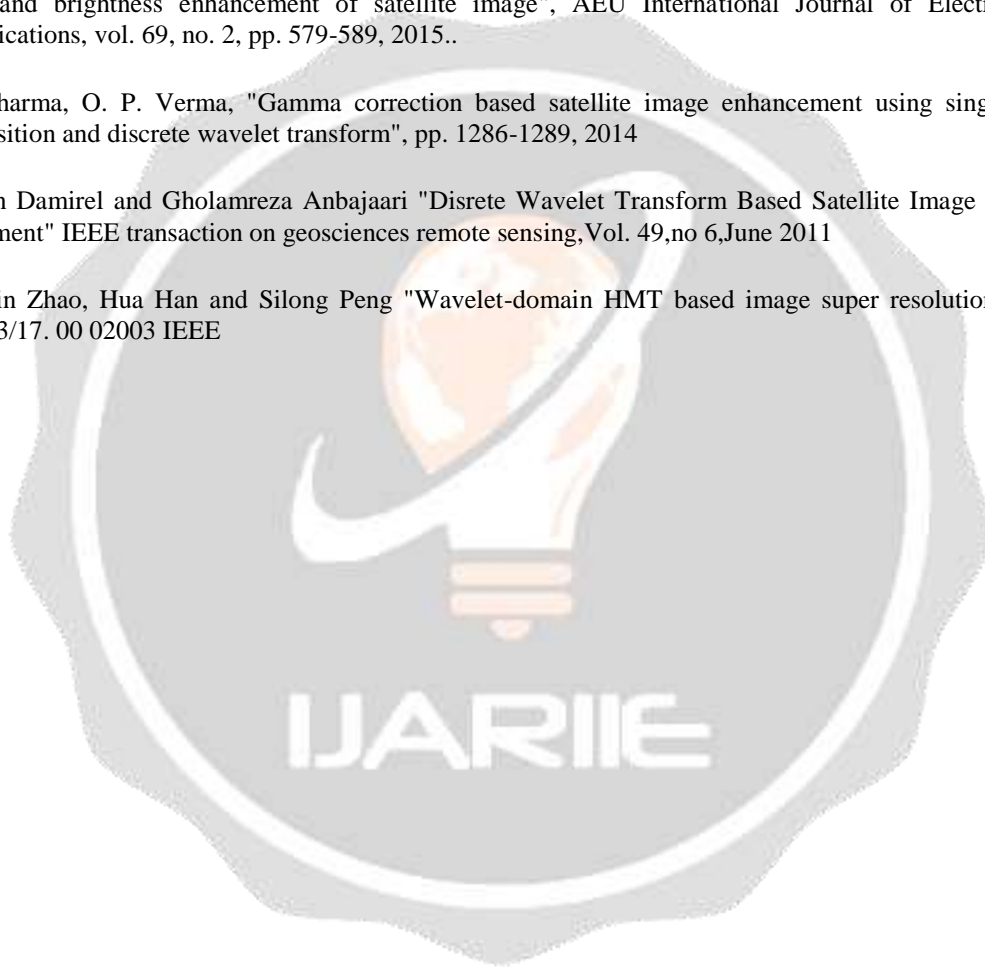 and brightness enhancement of satellite image", AEU International Journal of Elect
ications, vol. 69, no. 2, pp. 579-589, 2015..
harma, O. P. Verma, "Gamma correction based satellite image enhancement using sing
sition and discrete wavelet transform", pp. 1286-1289, 2014
n Damirel and Gholamreza Anbajaari "Disrete Wavelet Transform Based Satellite Image
ment" IEEE transaction on geosciences remote sensing,Vol. 49,no 6,June 2011
in Zhao, Hua Han and Silong Peng "Wavelet-domain HMT based image super resolution
3/17. 00 02003 IEEE
IJARIIE